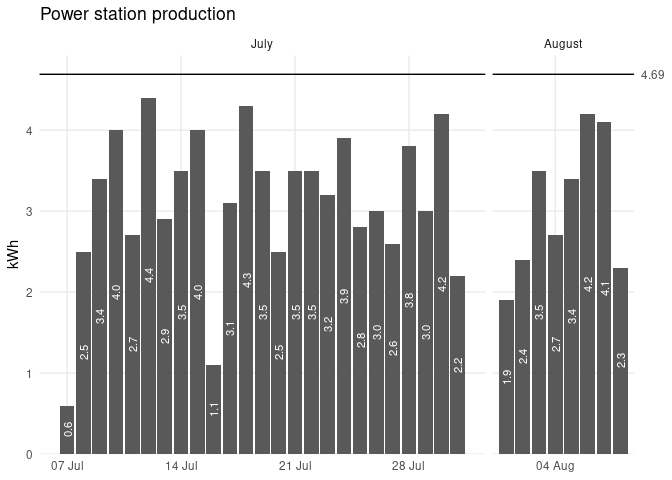 Power station production
July August
4.69
4
3
2
1
0
kWh
0.6 2.5 3.4 4.0 2.7 4.4 2.9 3.5 4.0 1.1 3.1 4.3 3.5 2.5 3.5 3.5 3.2 3.9 2.8 3.0 2.6 3.8 3.0 4.2 2.2 1.9 2.4 3.5 2.7 3.4 4.2 4.1 2.3
07 Jul 14 Jul 21 Jul 28 Jul 04 Aug